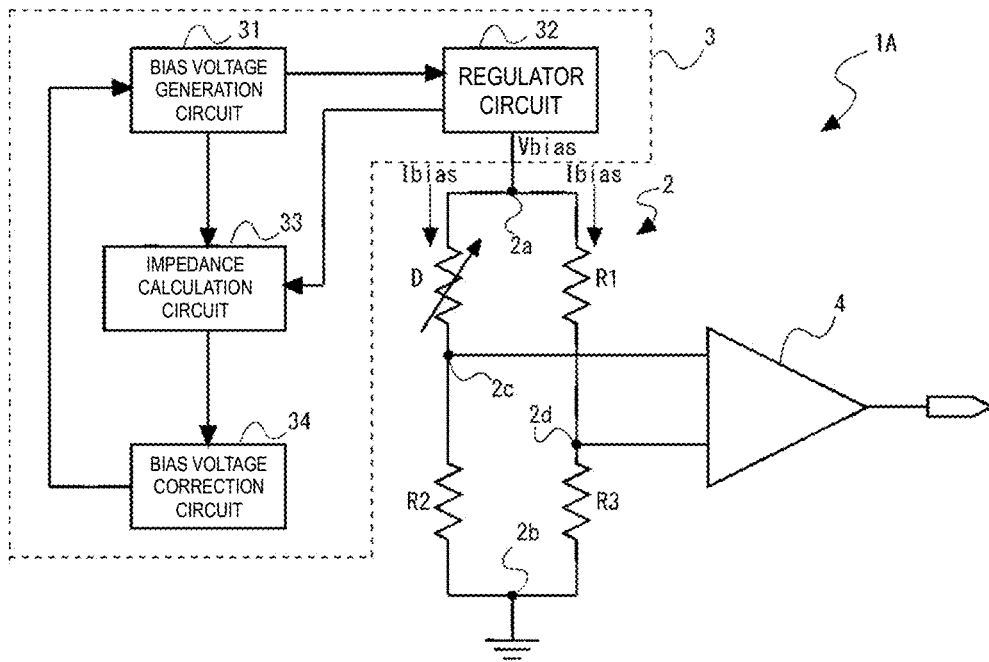 31
BIAS VOLTAGE
GENERATION
CIRCUIT
32
REGULATOR
CIRCUIT
3
1A
Vbias
Ibias
Ibias
2
2a
33
IMPEDANCE
CALCULATION
CIRCUIT
D
R1
4
2c
2d
34
BIAS VOLTAGE
CORRECTION
CIRCUIT
R2
R3
2b